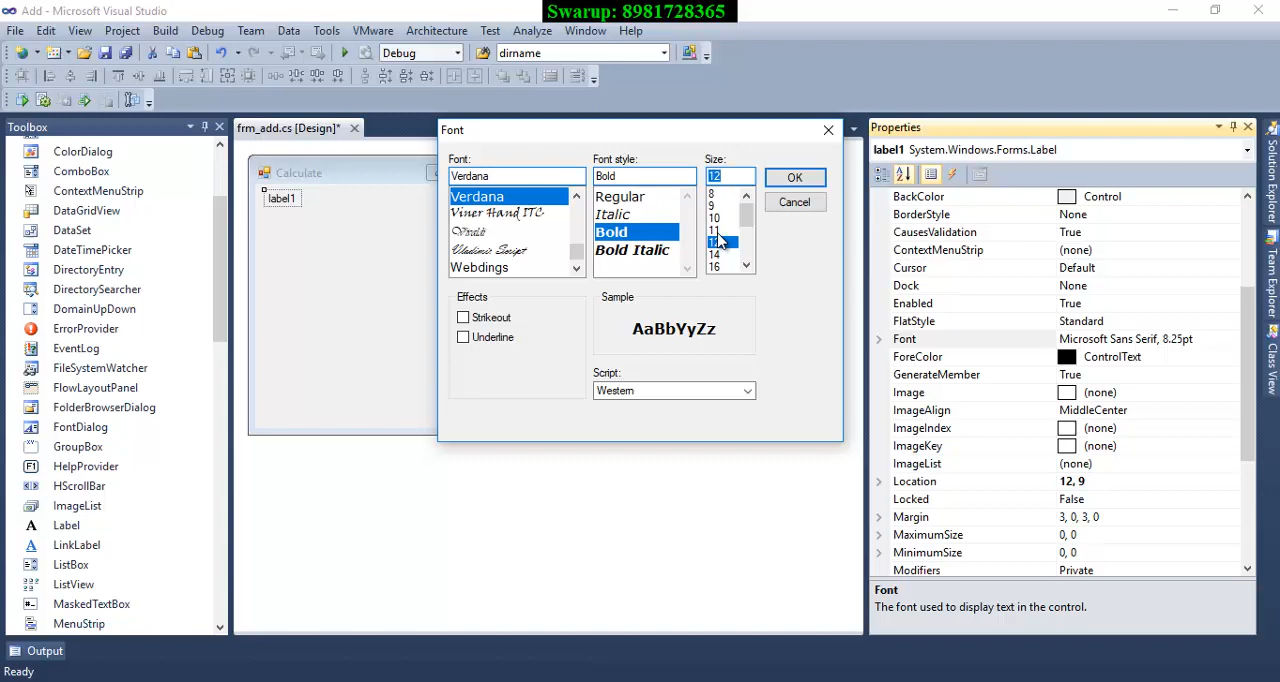 Add - Microsoft Visual Studio
Swarup: 8981728365
File Edit View Project Build Debug Team Data Tools VMware Architecture Test Analyze Window Help
Debug
dirname
Toolbox
ColorDialog
ComboBox
ContextMenuStrip
DataGridView
DataSet
DateTimePicker
DirectoryEntry
DirectorySearcher
DomainUpDown
ErrorProvider
EventLog
FileSystemWatcher
FlowLayoutPanel
FolderBrowserDialog
FontDialog
GroupBox
HelpProvider
HScrollBar
ImageList
Label
LinkLabel
ListBox
ListView
MaskedTextBox
MenuStrip
frm_add.cs [Design]*
Calculate
label1
Font
Font:
Verdana
Verdana
Viner Hand ITC
Vivaldi
Vladimir Script
Webdings
Font style:
Bold
Regular
Italic
Bold
Bold Italic
Size:
12
8
9
10
11
12
14
16
OK
Cancel
Effects
Strikeout
Underline
Sample
AaBbYyZz
Script:
Western
Properties
label1 System.Windows.Forms.Label
BackColor Control
BorderStyle None
CausesValidation True
ContextMenuStrip (none)
Cursor Default
Dock None
Enabled True
FlatStyle Standard
Font Microsoft Sans Serif, 8.25pt
ForeColor ControlText
GenerateMember True
Image (none)
ImageAlign MiddleCenter
ImageIndex (none)
ImageKey (none)
ImageList (none)
Location 12, 9
Locked False
Margin 3, 0, 3, 0
MaximumSize 0, 0
MinimumSize 0, 0
Modifiers Private
Font
The font used to display text in the control.
Solution Explorer
Team Explorer
Class View
Output
Ready